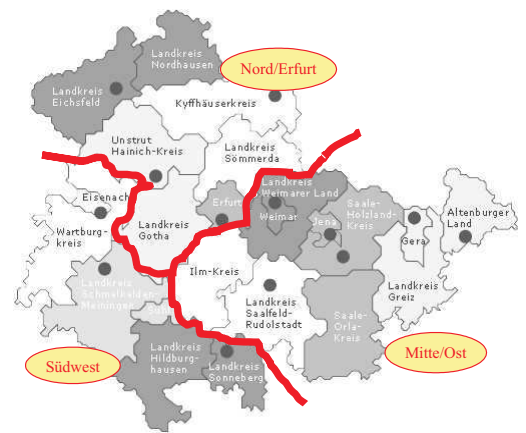 Landkreis
Nordhausen
Nord/Erfurt
Landkreis
Eichsfeld
Kyffhäuserkreis
Unstrut
Hainich-Kreis
Landkreis
Sömmerda
Landkreis
Weimarer Land
Eisenach
Erfurt
Weimar
Jena
Saale-
Holzland-
Kreis
Gera
Altenburger
Land
Wartburg-
kreis
Landkreis
Gotha
Ilm-Kreis
Landkreis
Schmalkalden
Meiningen
Suhl
Landkreis
Saalfeld-
Rudolstadt
Landkreis
Greiz
Saale-
Orla-
Kreis
Südwest
Landkreis
Hildburg-
hausen
Landkreis
Sonneberg
Mitte/Ost